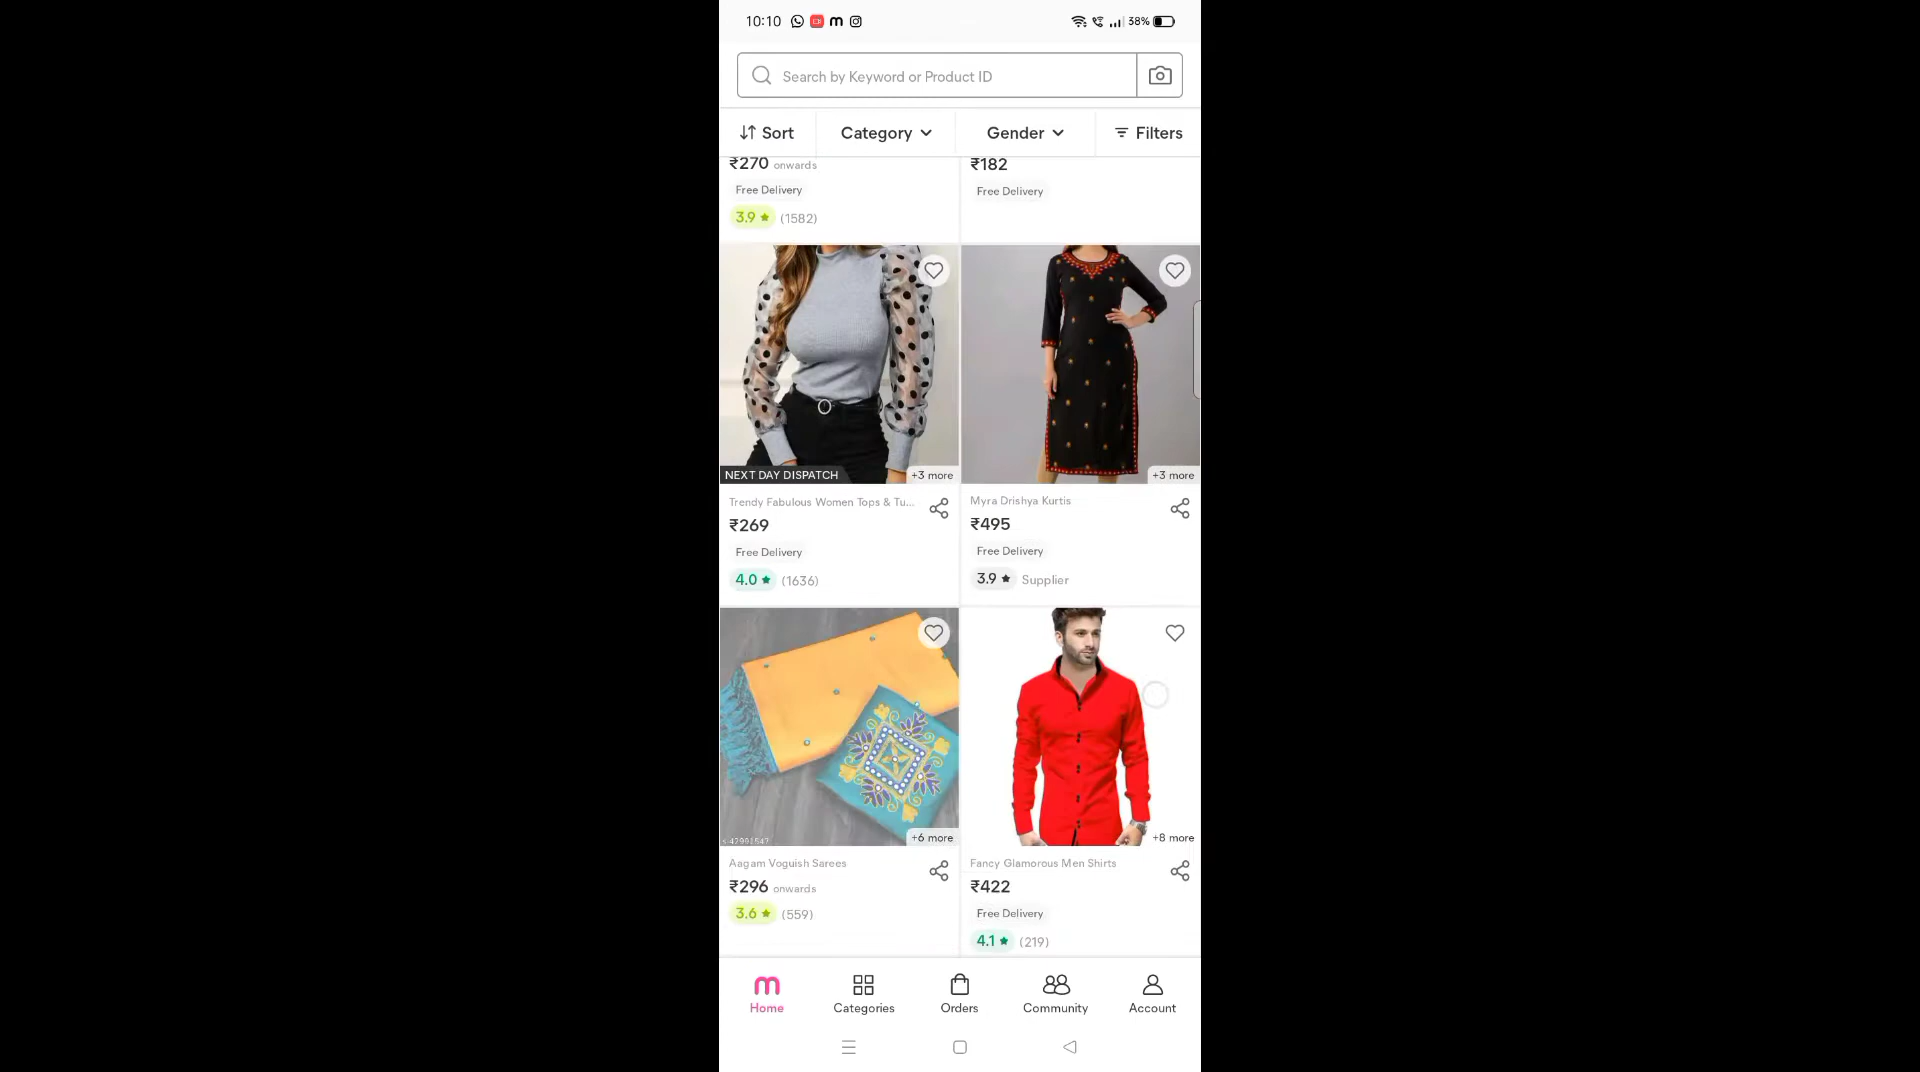 10:10 38%
Search by Keyword or Product ID
Sort Category Gender Filters
₹270 onwards
Free Delivery
3.9 (1582)
₹182
Free Delivery
NEXT DAY DISPATCH
+3 more
Trendy Fabulous Women Tops & Tu...
₹269
Free Delivery
4.0 (1636)
+3 more
Myra Drishya Kurtis
₹495
Free Delivery
3.9 Supplier
+6 more
Aagam Voguish Sarees
₹296 onwards
3.6 (559)
+8 more
Fancy Glamorous Men Shirts
₹422
Free Delivery
4.1 (219)
Home Categories Orders Community Account